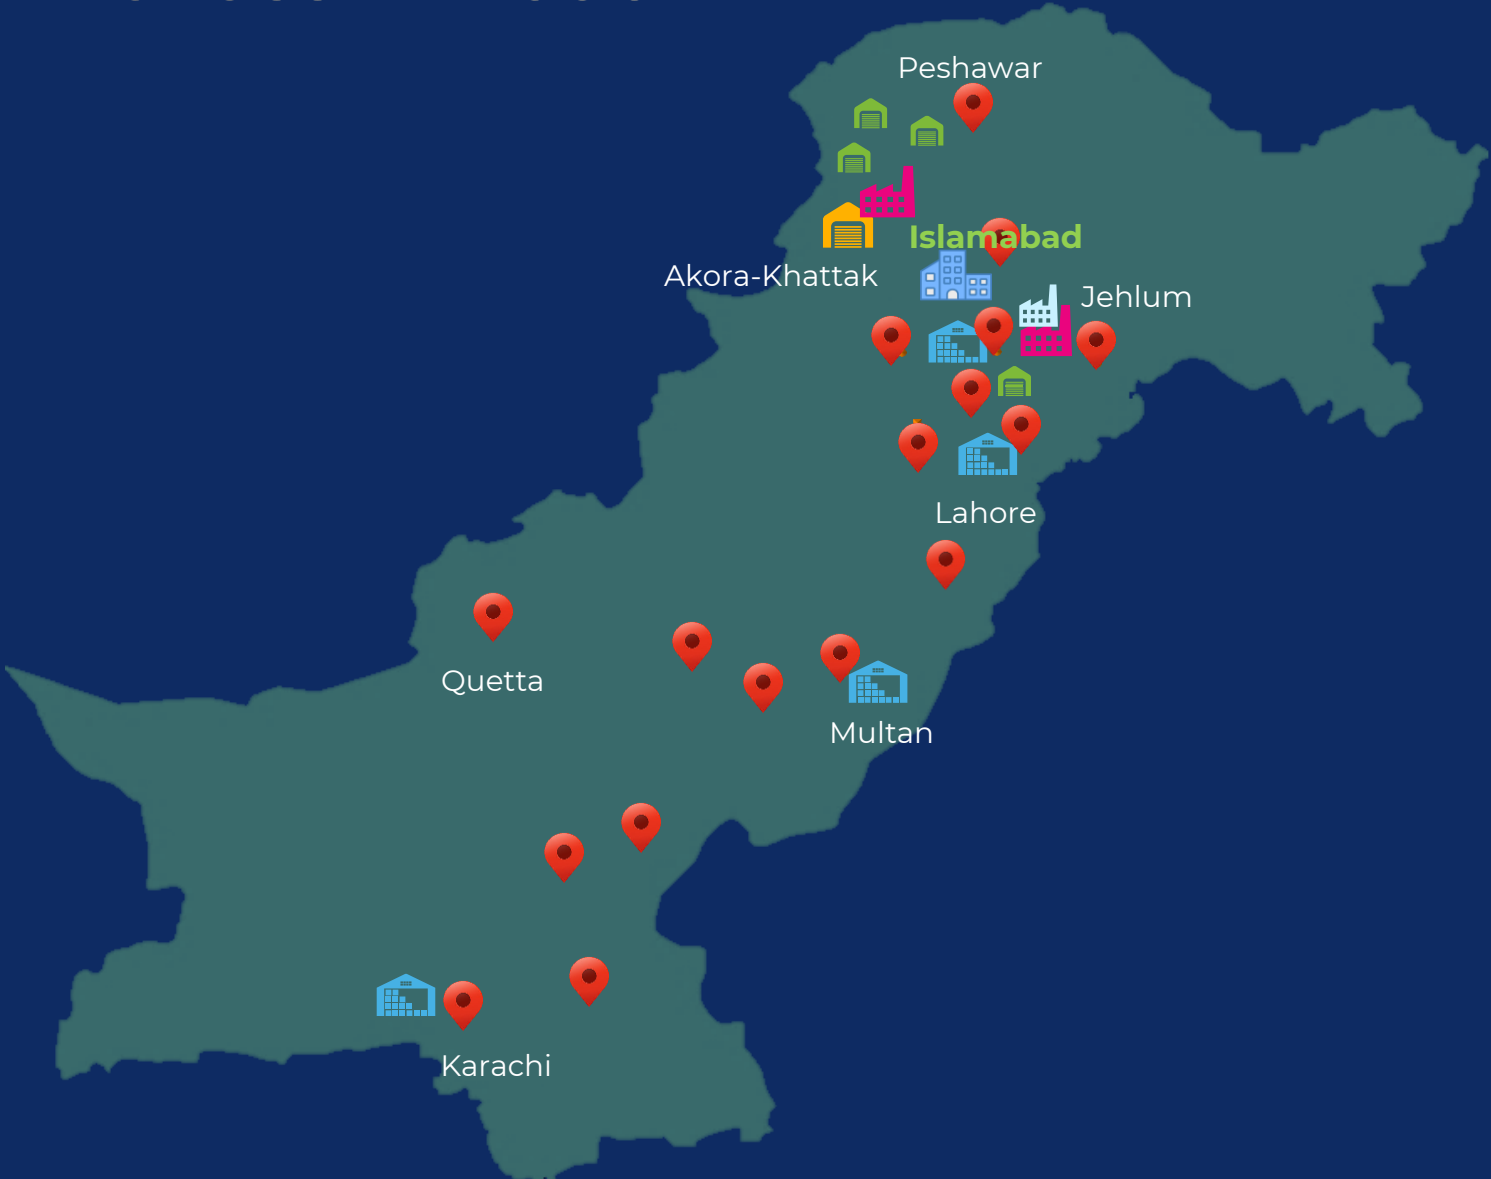 Peshawar
Islamabad
Akora-Khattak
Jehlum
Lahore
Quetta
Multan
Karachi